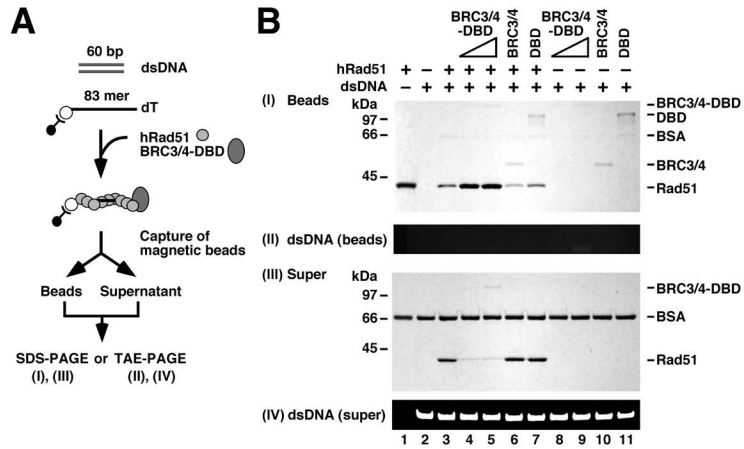 A
60 bp
dsDNA
83 mer
dT
hRad51
BRC3/4-DBD
Capture of
magnetic beads
Beads
Supernatant
SDS-PAGE or TAE-PAGE
(I), (III)
(II), (IV)
B
BRC3/4
-DBD
BRC3/4
DBD
BRC3/4
-DBD
BRC3/4
DBD
hRad51 + − + + + + + − − − −
dsDNA − + + + + + + + + + +
(I) Beads
kDa
97
66
45
BRC3/4-DBD
DBD
BSA
BRC3/4
Rad51
(II) dsDNA (beads)
(III) Super
kDa
97
66
45
BRC3/4-DBD
BSA
Rad51
(IV) dsDNA (super)
1 2 3 4 5 6 7 8 9 10 11